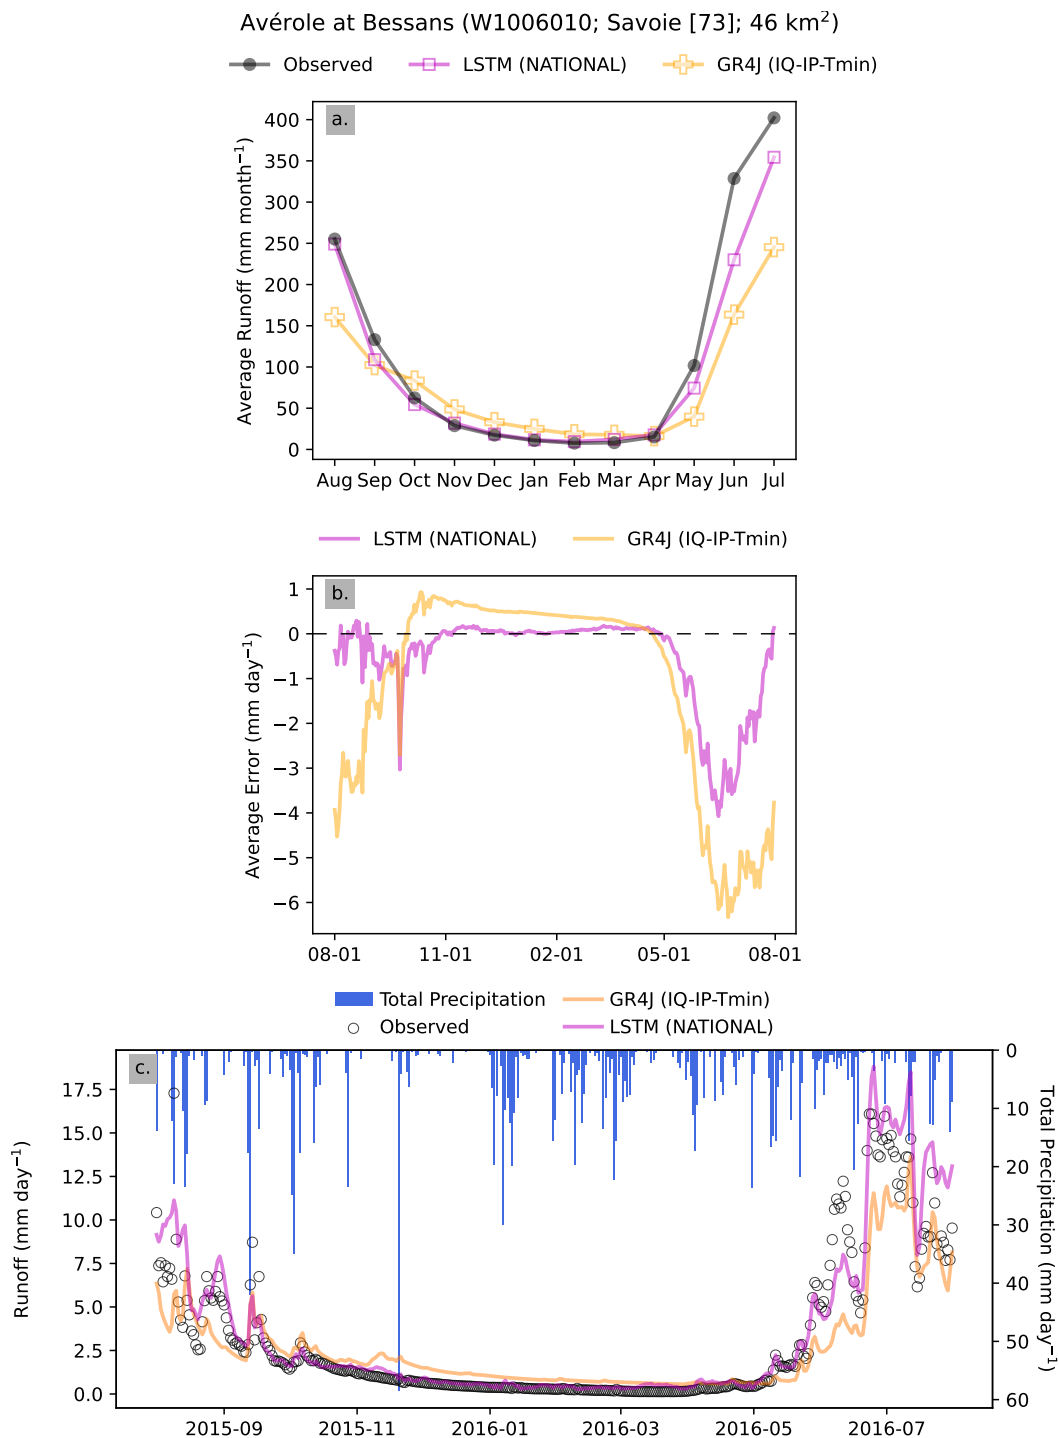 Avérole at Bessans (W1006010; Savoie [73]; 46 km²)
Observed LSTM (NATIONAL) GR4J (IQ-IP-Tmin)
a.
400
350
300
250
200
150
100
50
0
Average Runoff (mm month⁻¹)
Aug Sep Oct Nov Dec Jan Feb Mar Apr May Jun Jul
LSTM (NATIONAL) GR4J (IQ-IP-Tmin)
b.
1
0
−1
−2
−3
−4
−5
−6
Average Error (mm day⁻¹)
08-01 11-01 02-01 05-01 08-01
Total Precipitation GR4J (IQ-IP-Tmin)
Observed LSTM (NATIONAL)
c.
17.5
15.0
12.5
10.0
7.5
5.0
2.5
0.0
Runoff (mm day⁻¹)
0
10
20
30
40
50
60
Total Precipitation (mm day⁻¹)
2015-09 2015-11 2016-01 2016-03 2016-05 2016-07